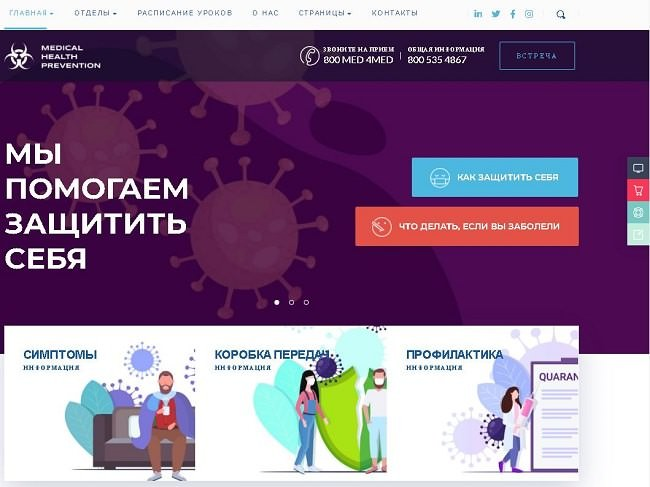 ГЛАВНАЯ ОТДЕЛЫ РАСПИСАНИЕ УРОКОВ О НАС СТРАНИЦЫ КОНТАКТЫ
MEDICAL
HEALTH
PREVENTION
ЗВОНИТЕ НА ПРИЕМ
800 MED 4MED
ОБЩАЯ ИНФОРМАЦИЯ
800 535 4867
ВСТРЕЧА
МЫ
ПОМОГАЕМ
ЗАЩИТИТЬ
СЕБЯ
КАК ЗАЩИТИТЬ СЕБЯ
ЧТО ДЕЛАТЬ, ЕСЛИ ВЫ ЗАБОЛЕЛИ
СИМПТОМЫ
ИНФОРМАЦИЯ
КОРОБКА ПЕРЕДАЧ
ИНФОРМАЦИЯ
ПРОФИЛАКТИКА
ИНФОРМАЦИЯ
QUARAN